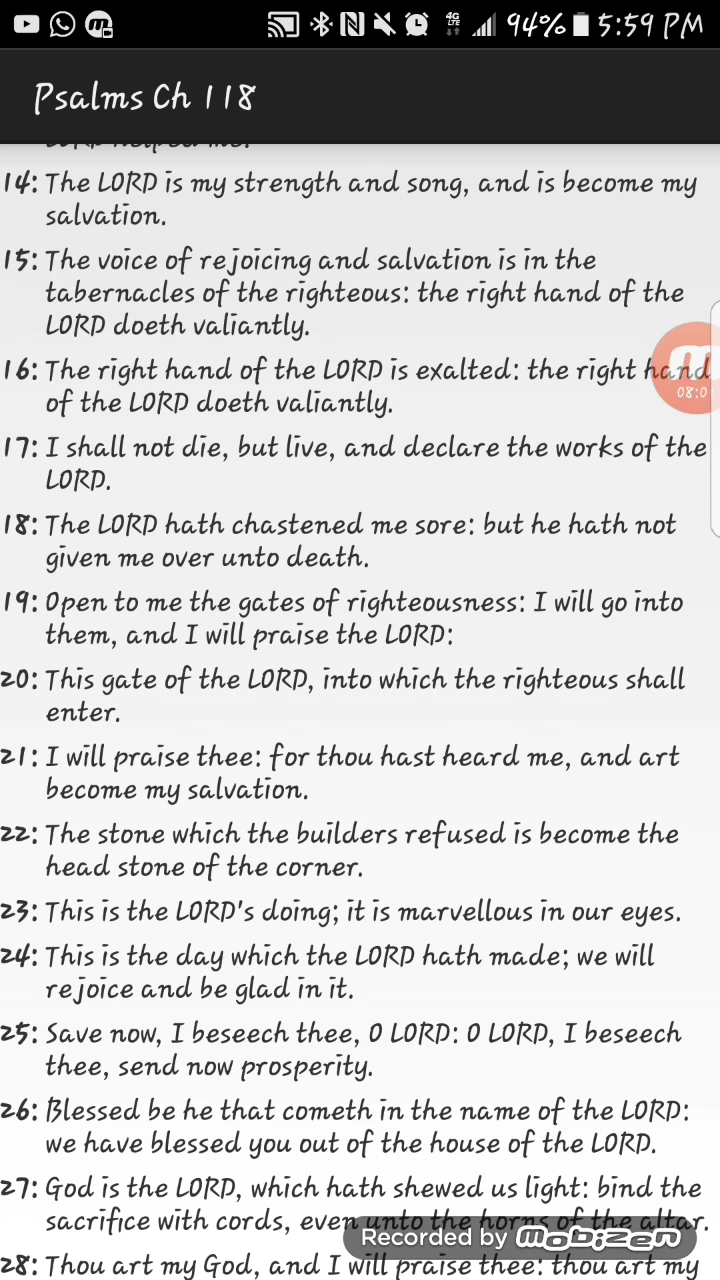 94% 5:59 PM
Psalms Ch 118
LORD helped me.
14: The LORD is my strength and song, and is become my
salvation.
15: The voice of rejoicing and salvation is in the
tabernacles of the righteous: the right hand of the
LORD doeth valiantly.
16: The right hand of the LORD is exalted: the right hand
of the LORD doeth valiantly.
08:0
17: I shall not die, but live, and declare the works of the
LORD.
18: The LORD hath chastened me sore: but he hath not
given me over unto death.
19: Open to me the gates of righteousness: I will go into
them, and I will praise the LORD:
20: This gate of the LORD, into which the righteous shall
enter.
21: I will praise thee: for thou hast heard me, and art
become my salvation.
22: The stone which the builders refused is become the
head stone of the corner.
23: This is the LORD's doing; it is marvellous in our eyes.
24: This is the day which the LORD hath made; we will
rejoice and be glad in it.
25: Save now, I beseech thee, O LORD: O LORD, I beseech
thee, send now prosperity.
26: Blessed be he that cometh in the name of the LORD:
we have blessed you out of the house of the LORD.
27: God is the LORD, which hath shewed us light: bind the
sacrifice with cords, even unto the horns of the altar.
Recorded by mobizen
28: Thou art my God, and I will praise thee: thou art my